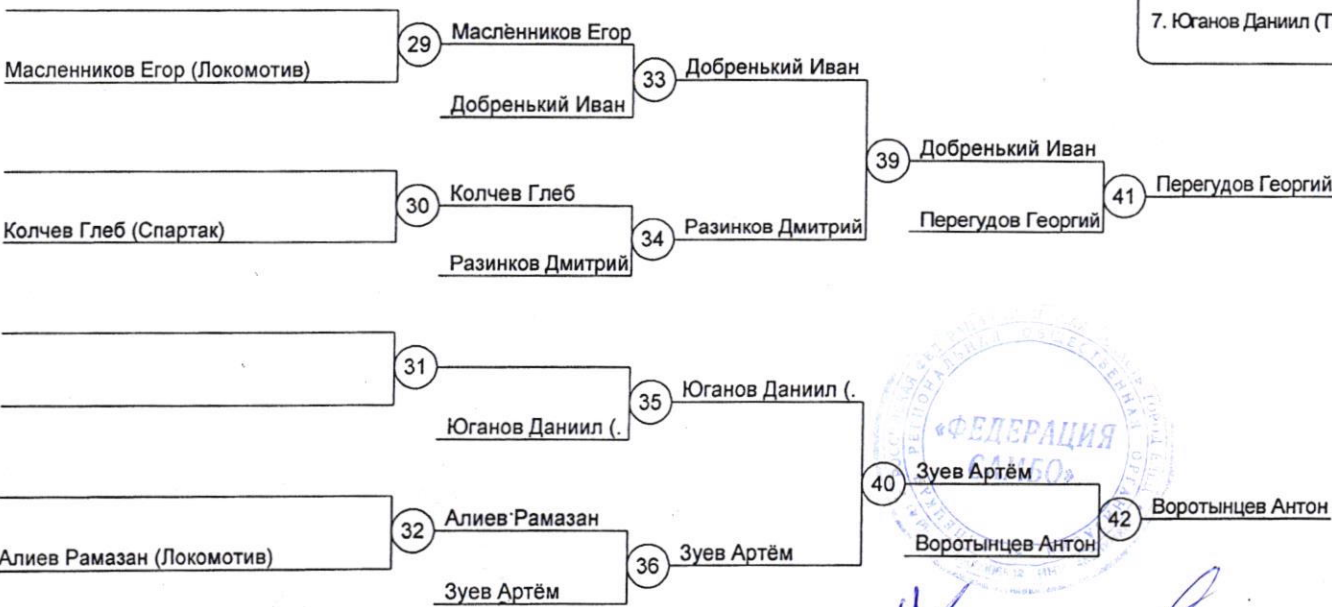 7. Юганов Даниил (Т
29 Масленников Егор
Масленников Егор (Локомотив)
33 Добренький Иван
Добренький Иван
39 Добренький Иван
30 Колчев Глеб
Колчев Глеб (Спартак)
34 Разинков Дмитрий
Разинков Дмитрий
Перегудов Георгий
41 Перегудов Георгий
31
35 Юганов Даниил (.
Юганов Даниил (.
«ФЕДЕРАЦИЯ
САМБО»
РЕГИОНАЛЬНАЯ ОБЩЕСТВЕННАЯ
40 Зуев Артём
32 Алиев Рамазан
Алиев Рамазан (Локомотив)
36 Зуев Артём
Зуев Артём
Воротынцев Антон
42 Воротынцев Антон